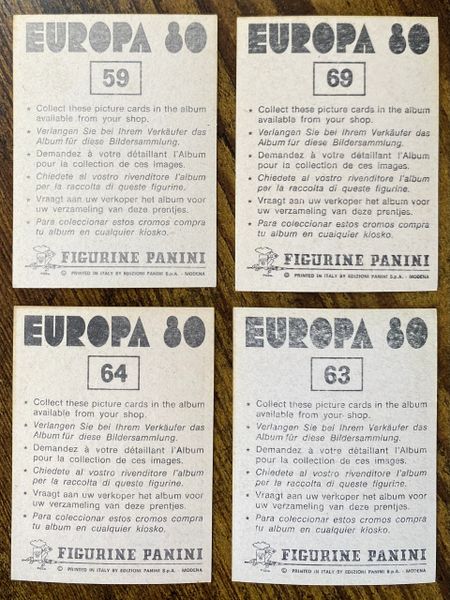 EUROPA 80
59
• Collect these picture cards in the album
available from your shop.
• Verlangen Sie bei Ihrem Verkäufer das
Album für diese Bildersammlung.
• Demandez à votre détaillant l'Album
pour la collection de ces images.
• Chiedete al vostro rivenditore l'album
per la raccolta di queste figurine.
• Vraagt aan uw verkoper het album voor
uw verzameling van deze prentjes.
• Para coleccionar estos cromos compra
tu album en cualquier kiosko.
FIGURINE PANINI
© PRINTED IN ITALY BY EDIZIONI PANINI S.p.A. - MODENA
EUROPA 80
69
• Collect these picture cards in the album
available from your shop.
• Verlangen Sie bei Ihrem Verkäufer das
Album für diese Bildersammlung.
• Demandez à votre détaillant l'Album
pour la collection de ces images.
• Chiedete al vostro rivenditore l'album
per la raccolta di queste figurine.
• Vraagt aan uw verkoper het album voor
uw verzameling van deze prentjes.
• Para coleccionar estos cromos compra
tu album en cualquier kiosko.
FIGURINE PANINI
© PRINTED IN ITALY BY EDIZIONI PANINI S.p.A. - MODENA
EUROPA 80
64
• Collect these picture cards in the album
available from your shop.
• Verlangen Sie bei Ihrem Verkäufer das
Album für diese Bildersammlung.
• Demandez à votre détaillant l'Album
pour la collection de ces images.
• Chiedete al vostro rivenditore l'album
per la raccolta di queste figurine.
• Vraagt aan uw verkoper het album voor
uw verzameling van deze prentjes.
• Para coleccionar estos cromos compra
tu album en cualquier kiosko.
FIGURINE PANINI
© PRINTED IN ITALY BY EDIZIONI PANINI S.p.A. - MODENA
EUROPA 80
63
• Collect these picture cards in the album
available from your shop.
• Verlangen Sie bei Ihrem Verkäufer das
Album für diese Bildersammlung.
• Demandez à votre détaillant l'Album
pour la collection de ces images.
• Chiedete al vostro rivenditore l'album
per la raccolta di queste figurine.
• Vraagt aan uw verkoper het album voor
uw verzameling van deze prentjes.
• Para coleccionar estos cromos compra
tu album en cualquier kiosko.
FIGURINE PANINI
© PRINTED IN ITALY BY EDIZIONI PANINI S.p.A. - MODENA